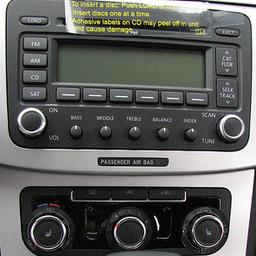 To insert a disc: Push LOAD button.
Insert discs one at a time.
Adhesive labels on CD may peel off in unit
and cause damage.
LOAD
EJECT
FM
AM
CD
SAT
CAT
FLDR
SEEK
TRACK
ON
SCAN
BASS MIDDLE TREBLE BALANCE FADER
VOL
TUNE
PASSENGER AIR BAG
AC